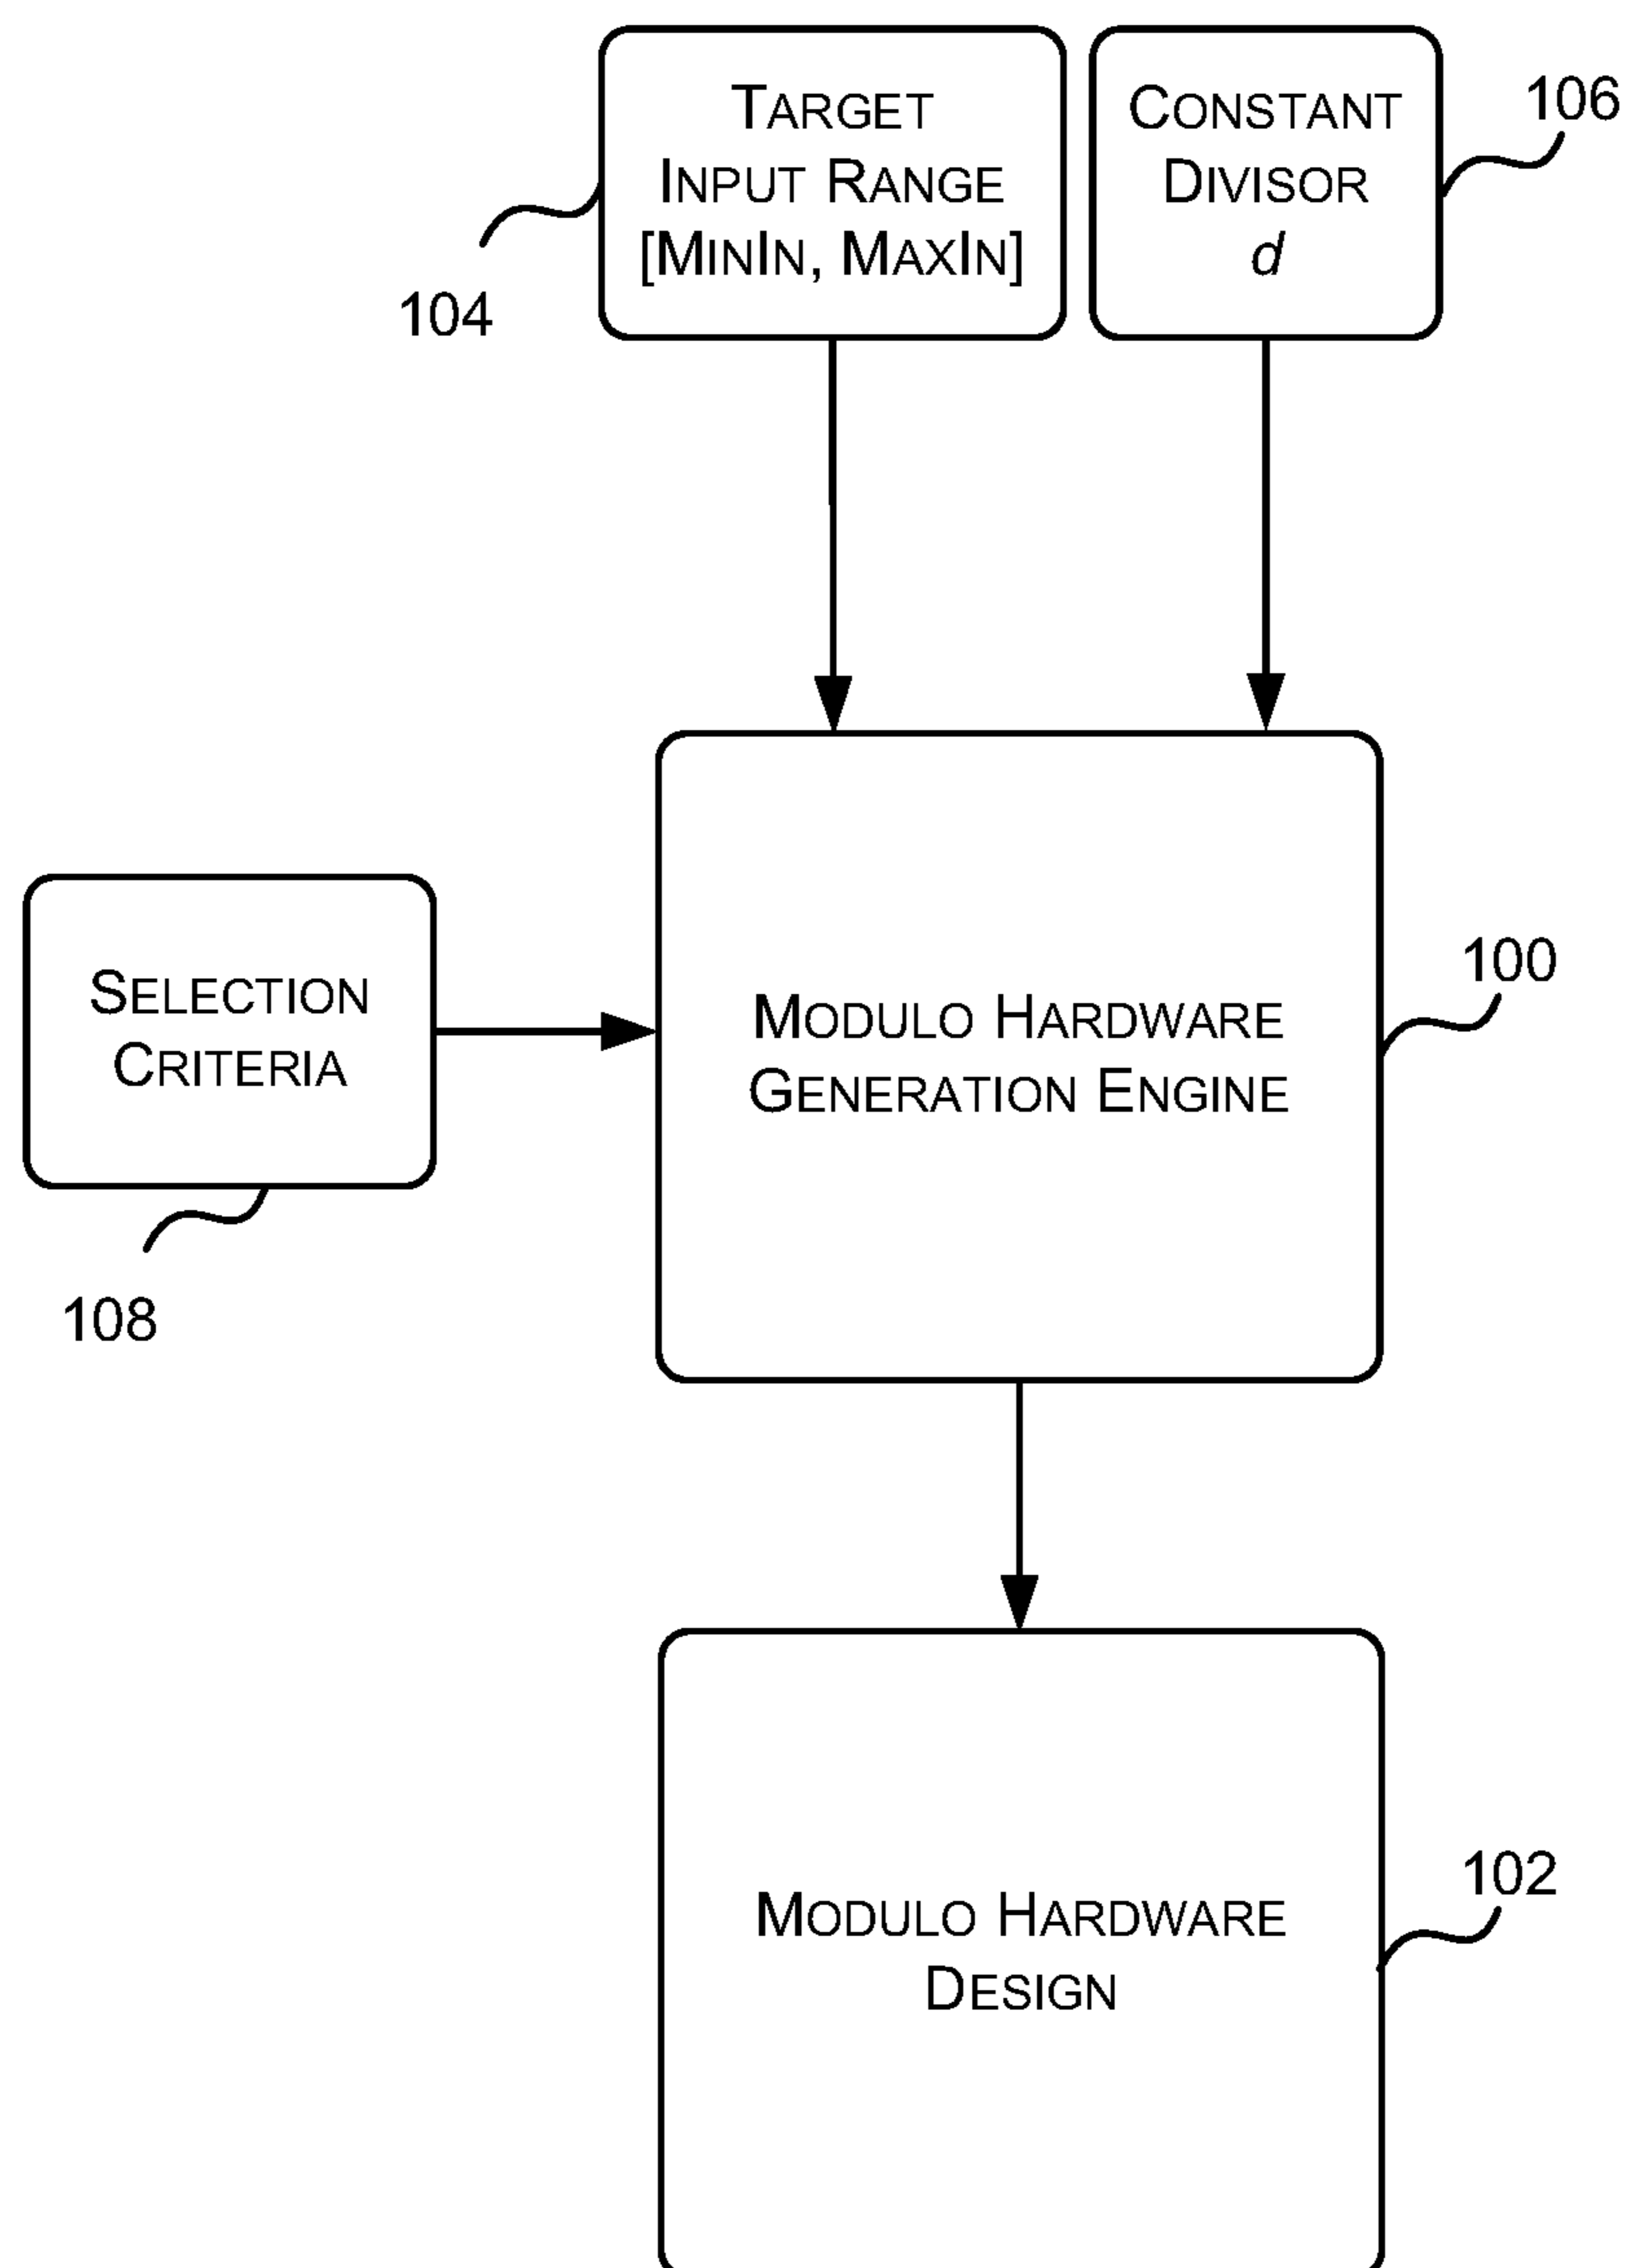 TARGET
INPUT RANGE
[MININ, MAXIN]
104
CONSTANT
DIVISOR
d
106
SELECTION
CRITERIA
108
MODULO HARDWARE
GENERATION ENGINE
100
MODULO HARDWARE
DESIGN
102